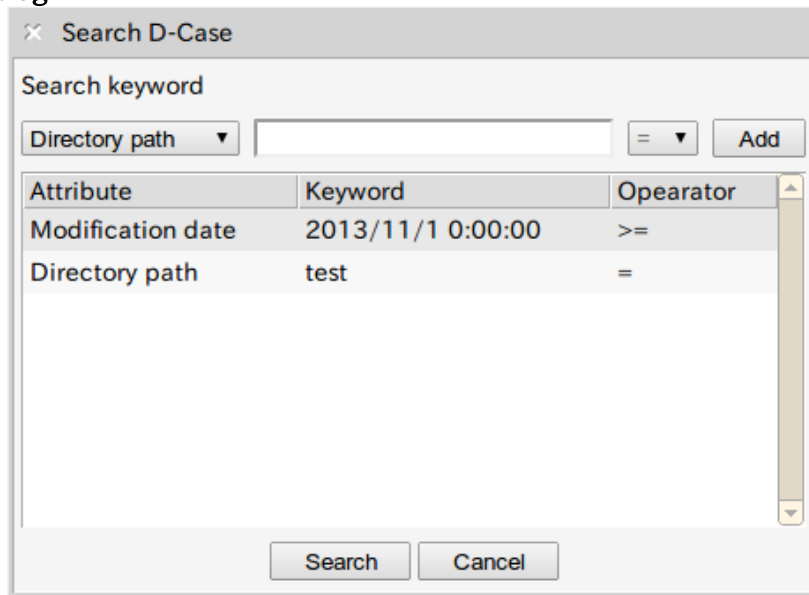 Search D-Case
Search keyword
Directory path = Add
Attribute Keyword Opearator
Modification date 2013/11/1 0:00:00 >=
Directory path test =
Search Cancel